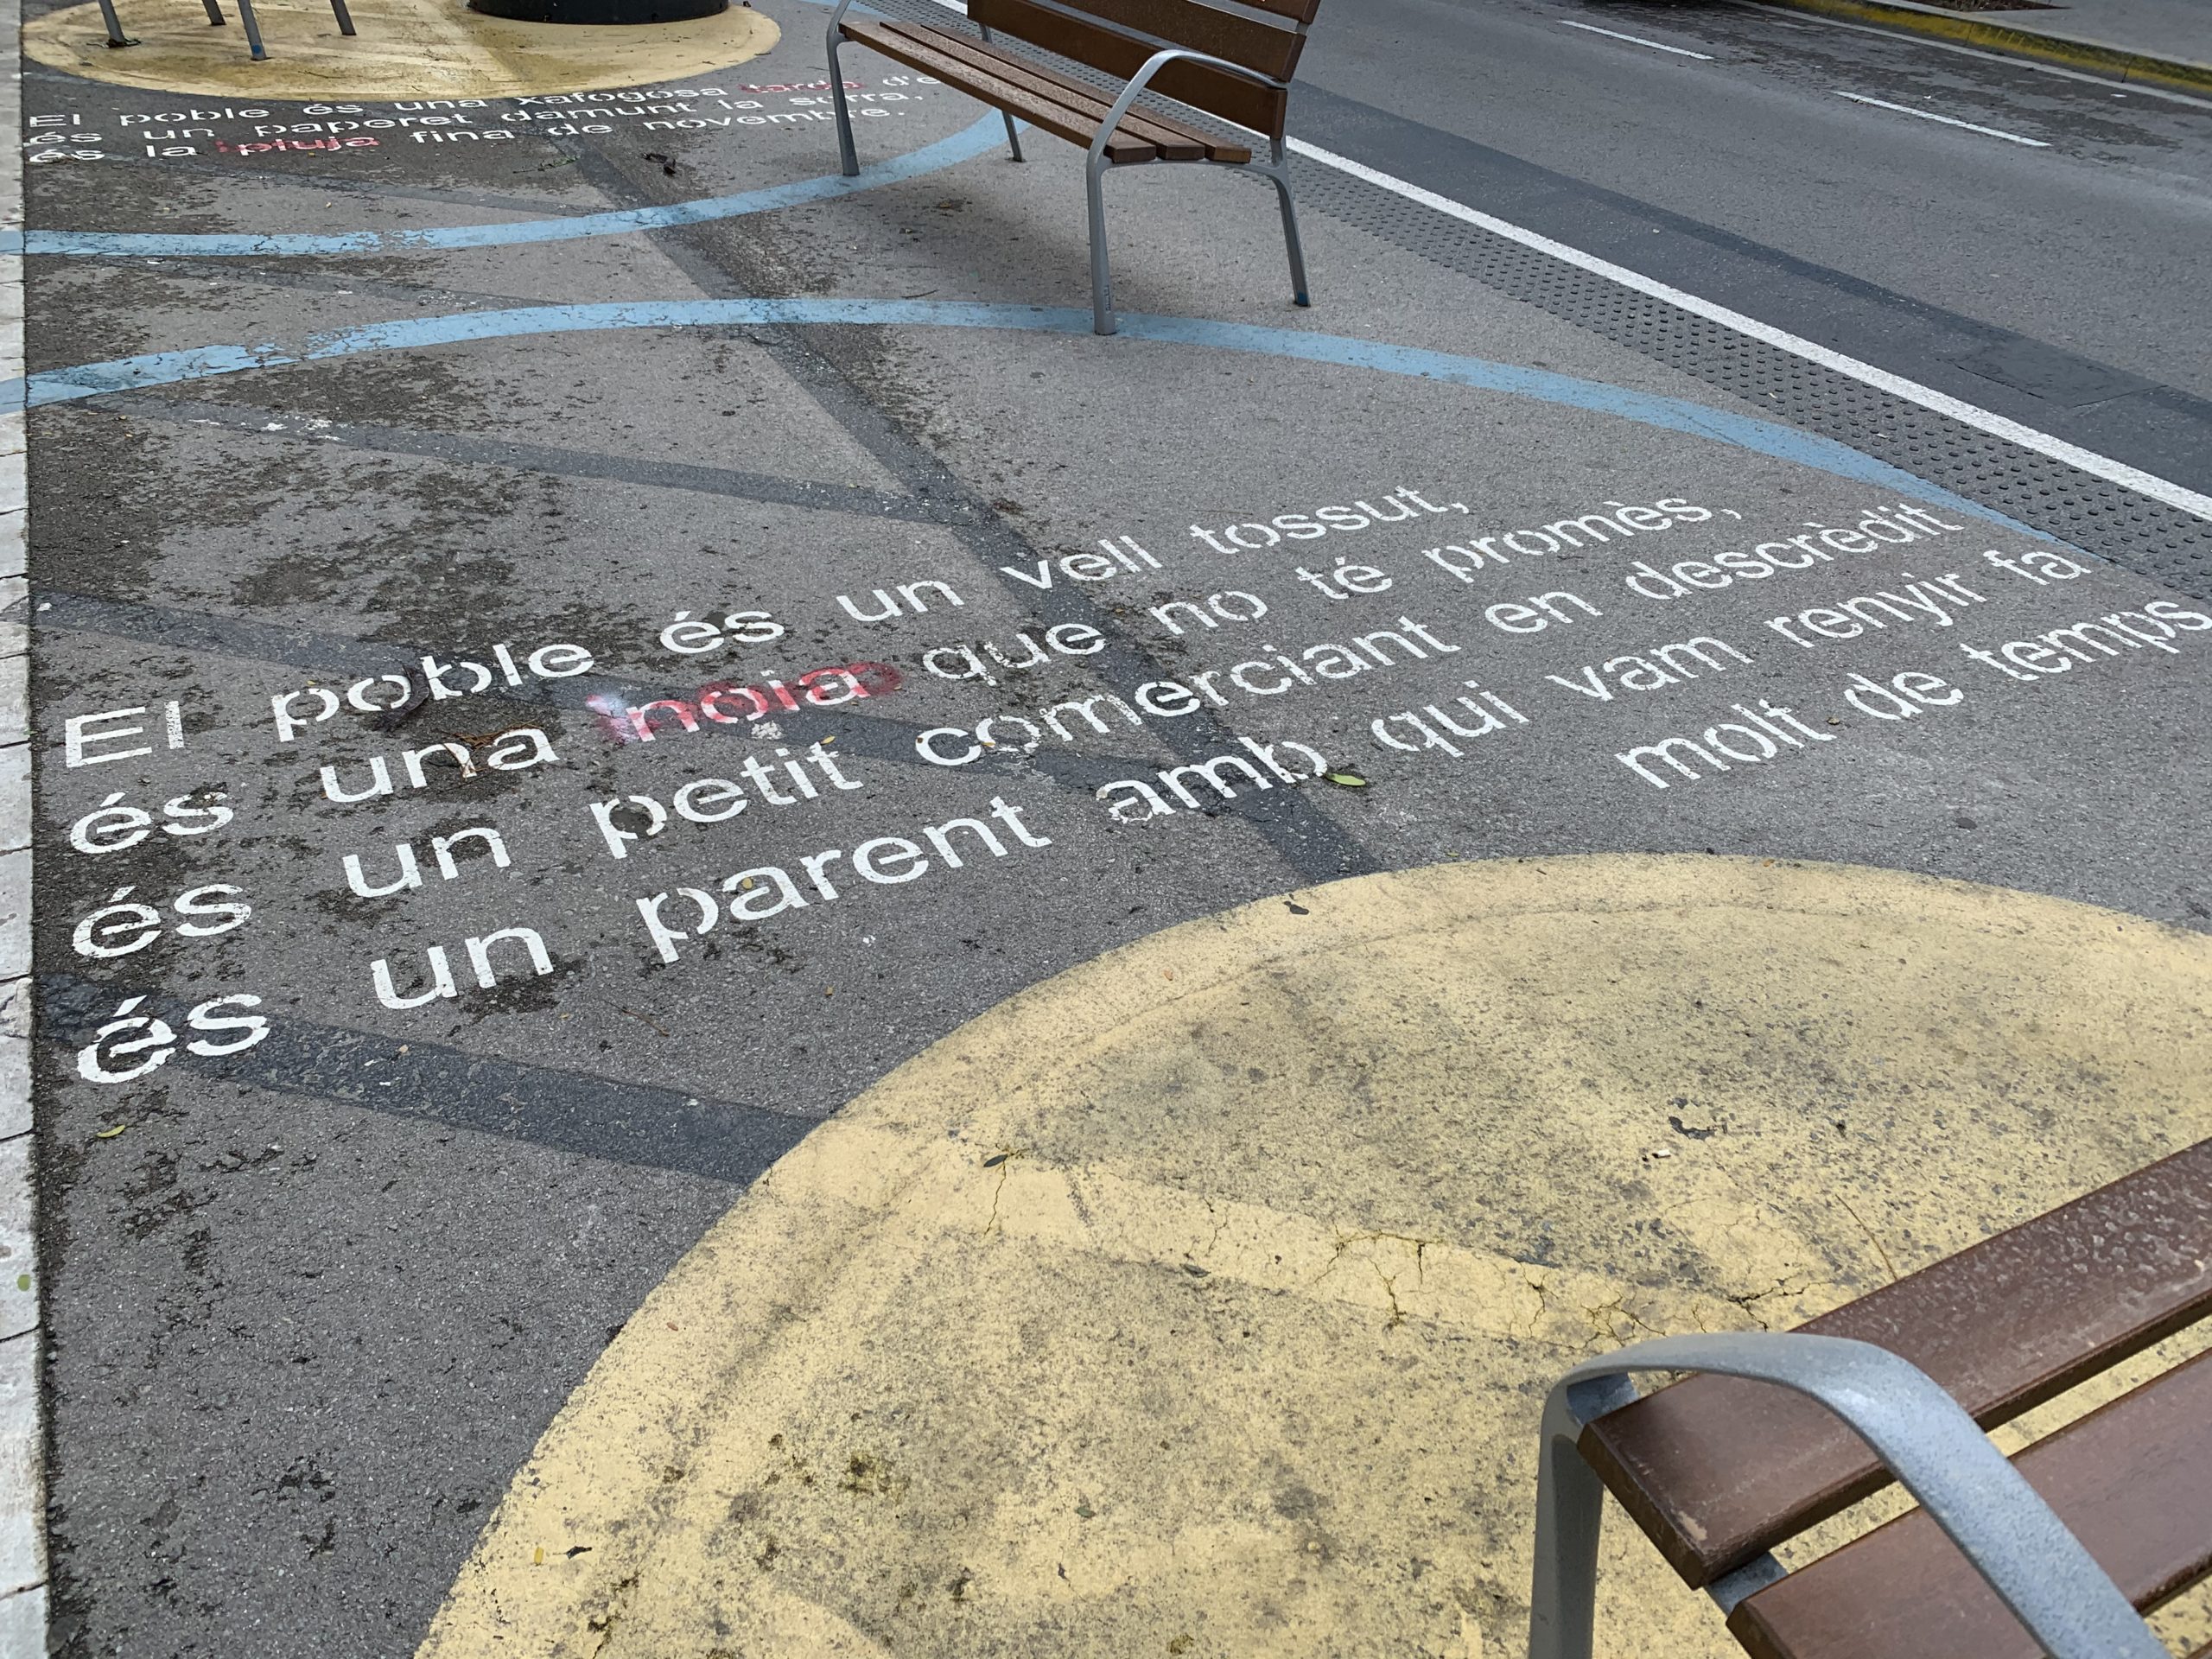 El poble és una xafogosa tarda d'e
és un paperet damunt la sorra,
és la pluja fina de novembre.
El poble és un vell tossut,
és una noia que no té promès,
és un petit comerciant en descrèdit
és un parent amb qui vam renyir fa
molt de temps